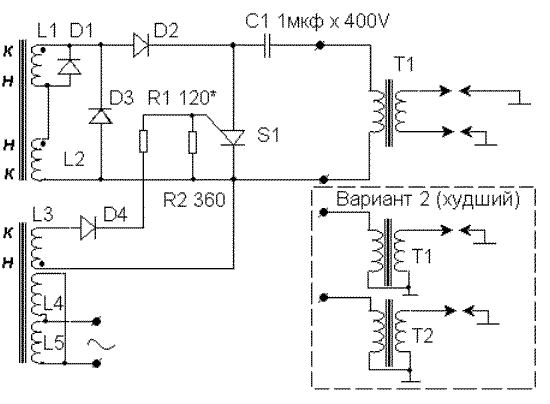 L1 D1 D2 C1 1мкф x 400V
к
T1
н
D3 R1 120*
S1
н
L2
к
R2 360
L3 D4
Вариант 2 (худший)
к
T1
н
L4
L5
T2